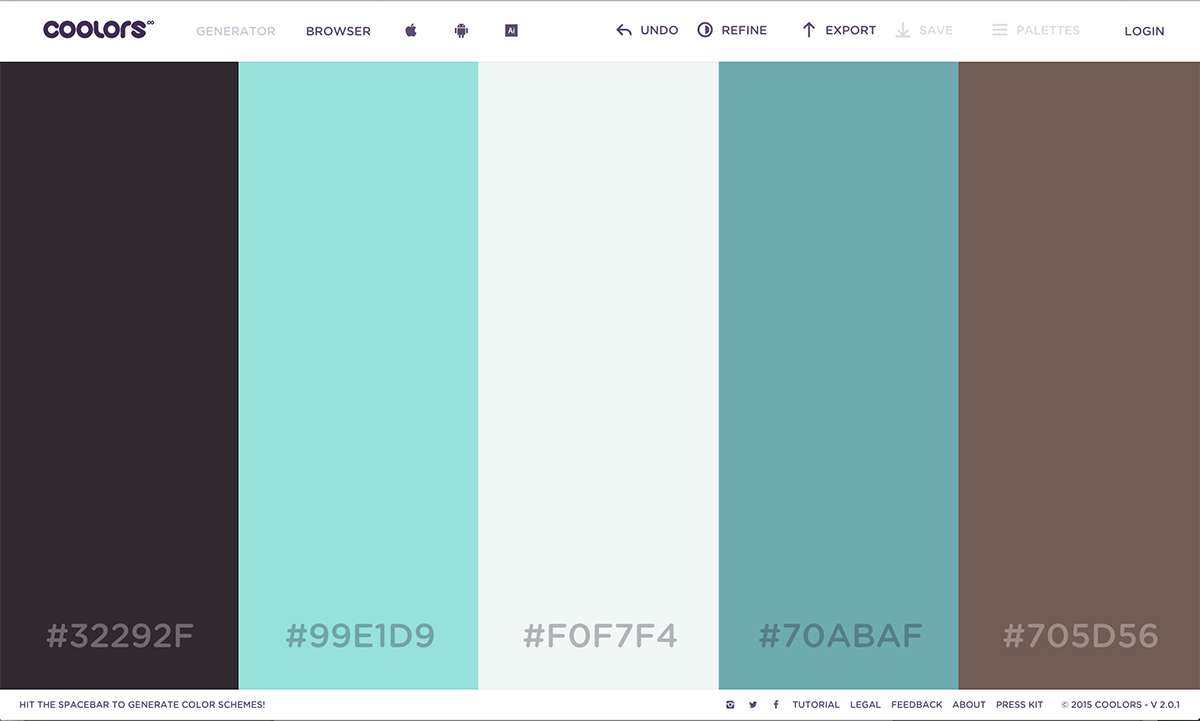 COOLORS GENERATOR BROWSER Ai UNDO REFINE EXPORT SAVE PALETTES LOGIN
#32292F #99E1D9 #F0F7F4 #70ABAF #705D56
HIT THE SPACEBAR TO GENERATE COLOR SCHEMES! TUTORIAL LEGAL FEEDBACK ABOUT PRESS KIT © 2015 COOLORS - V 2.0.1